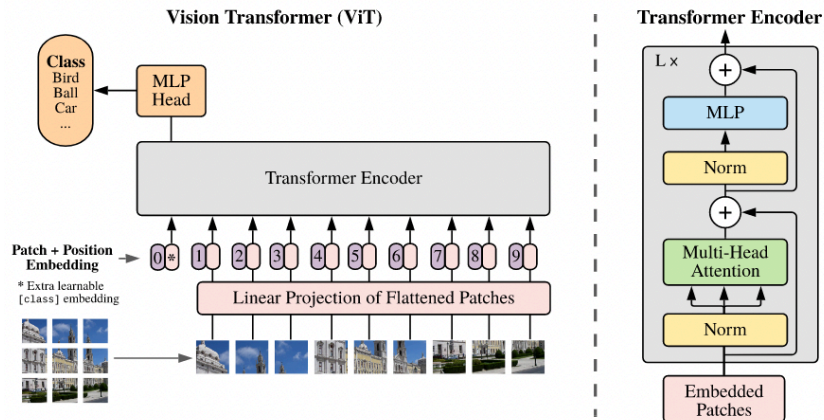 Vision Transformer (ViT)
Class
Bird
Ball
Car
...
MLP
Head
Transformer Encoder
Patch + Position
Embedding
0 * 1 2 3 4 5 6 7 8 9
* Extra learnable
[class] embedding
Linear Projection of Flattened Patches
Transformer Encoder
L ×
+
MLP
Norm
+
Multi-Head
Attention
Norm
Embedded
Patches